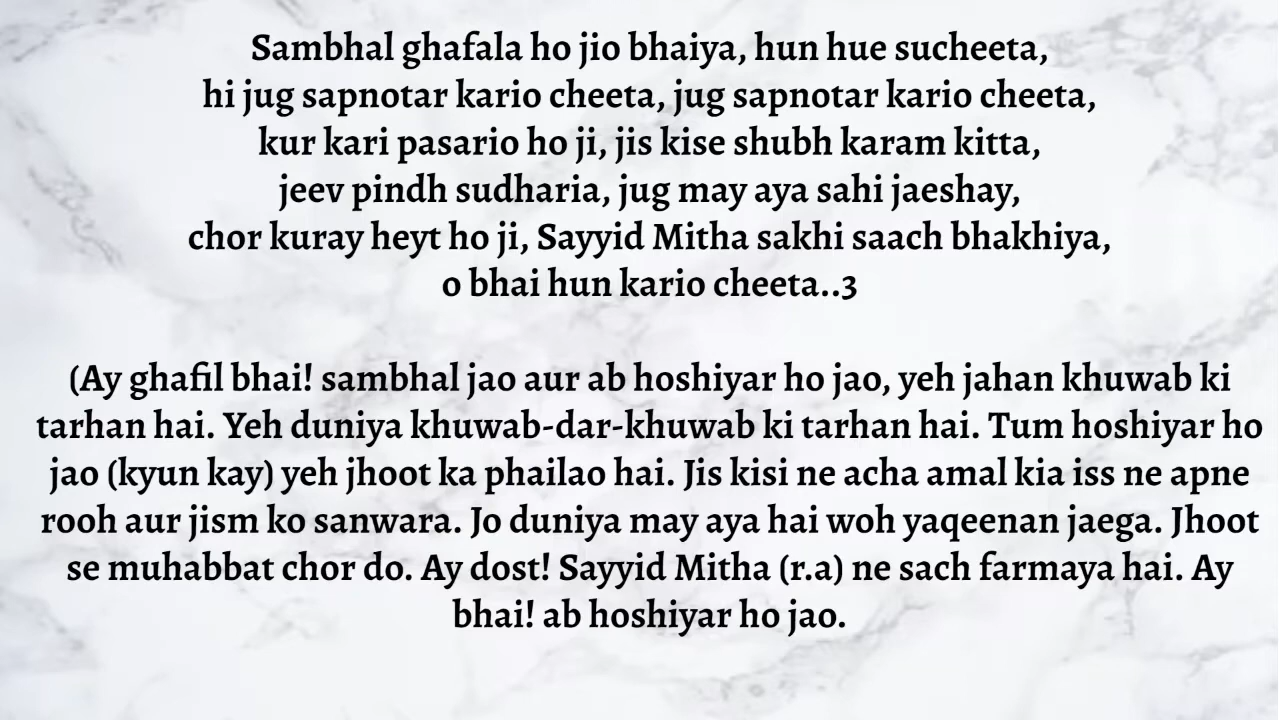 Sambhal ghafala ho jio bhaiya, hun hue sucheeta,
hi jug sapnotar kario cheeta, jug sapnotar kario cheeta,
kur kari pasario ho ji, jis kise shubh karam kitta,
jeev pindh sudharia, jug may aya sahi jaeshay,
chor kuray heyt ho ji, Sayyid Mitha sakhi saach bhakhiya,
o bhai hun kario cheeta..3
(Ay ghafil bhai! sambhal jao aur ab hoshiyar ho jao, yeh jahan khuwab ki
tarhan hai. Yeh duniya khuwab-dar-khuwab ki tarhan hai. Tum hoshiyar ho
jao (kyun kay) yeh jhoot ka phailao hai. Jis kisi ne acha amal kia iss ne apne
rooh aur jism ko sanwara. Jo duniya may aya hai woh yaqeenan jaega. Jhoot
se muhabbat chor do. Ay dost! Sayyid Mitha (r.a) ne sach farmaya hai. Ay
bhai! ab hoshiyar ho jao.